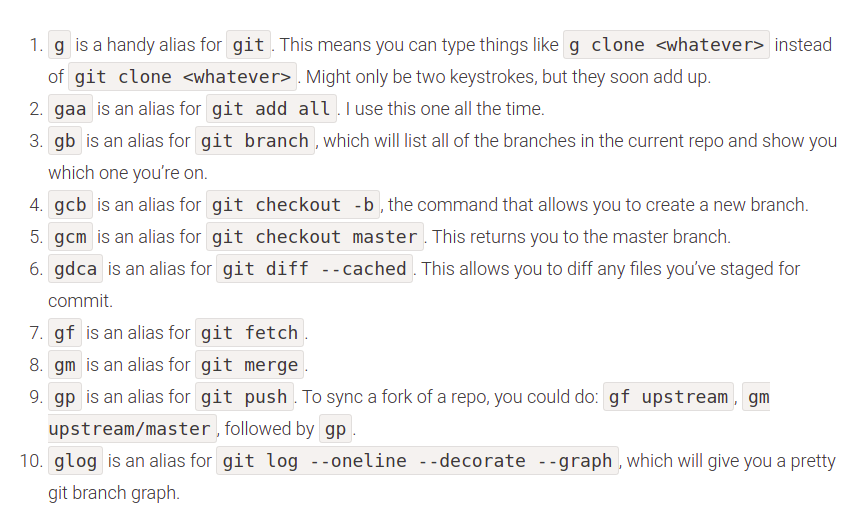 1. g is a handy alias for git. This means you can type things like g clone <whatever> instead
of git clone <whatever>. Might only be two keystrokes, but they soon add up.
2. gaa is an alias for git add all. I use this one all the time.
3. gb is an alias for git branch, which will list all of the branches in the current repo and show you
which one you’re on.
4. gcb is an alias for git checkout -b, the command that allows you to create a new branch.
5. gcm is an alias for git checkout master. This returns you to the master branch.
6. gdca is an alias for git diff --cached. This allows you to diff any files you’ve staged for
commit.
7. gf is an alias for git fetch.
8. gm is an alias for git merge.
9. gp is an alias for git push. To sync a fork of a repo, you could do: gf upstream, gm
upstream/master, followed by gp.
10. glog is an alias for git log --oneline --decorate --graph, which will give you a pretty
git branch graph.